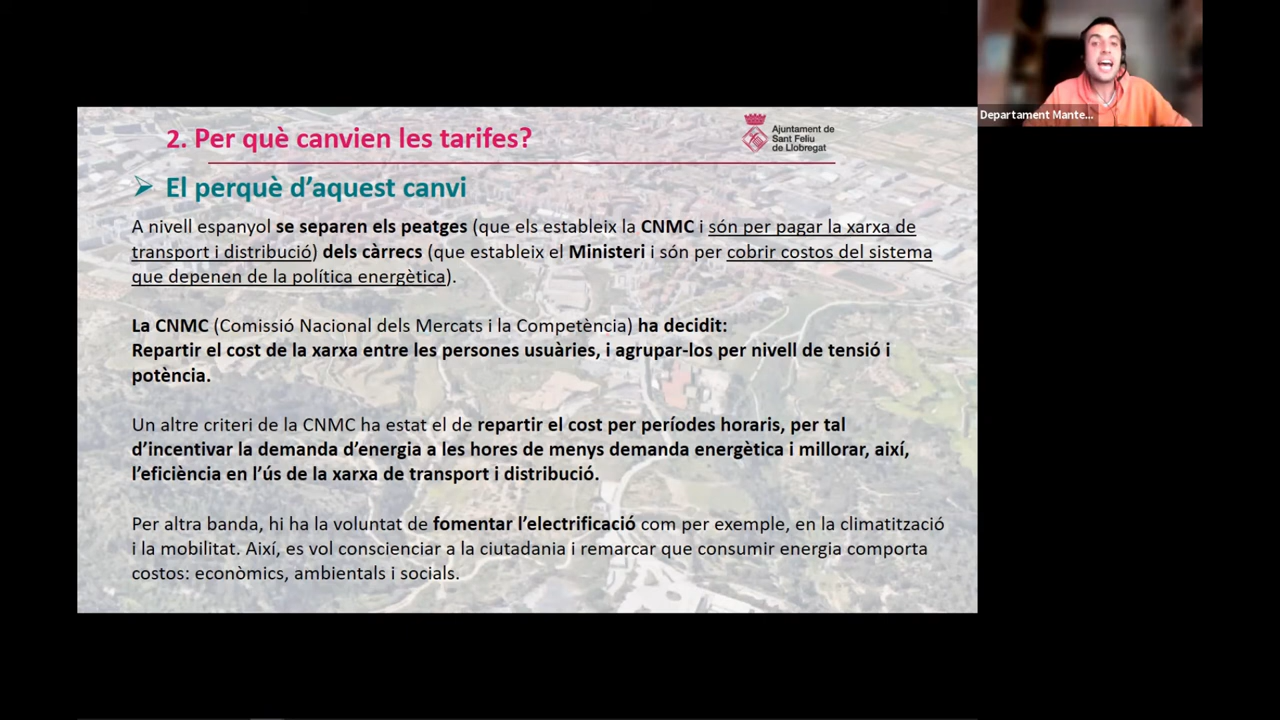 2. Per què canvien les tarifes?
Ajuntament de
Sant Feliu
de Llobregat
El perquè d’aquest canvi
A nivell espanyol se separen els peatges (que els estableix la CNMC i són per pagar la xarxa de
transport i distribució) dels càrrecs (que estableix el Ministeri i són per cobrir costos del sistema
que depenen de la política energètica).
La CNMC (Comissió Nacional dels Mercats i la Competència) ha decidit:
Repartir el cost de la xarxa entre les persones usuàries, i agrupar-los per nivell de tensió i
potència.
Un altre criteri de la CNMC ha estat el de repartir el cost per períodes horaris, per tal
d’incentivar la demanda d’energia a les hores de menys demanda energètica i millorar, així,
l’eficiència en l’ús de la xarxa de transport i distribució.
Per altra banda, hi ha la voluntat de fomentar l’electrificació com per exemple, en la climatització
i la mobilitat. Així, es vol conscienciar a la ciutadania i remarcar que consumir energia comporta
costos: econòmics, ambientals i socials.
Departament Mante...